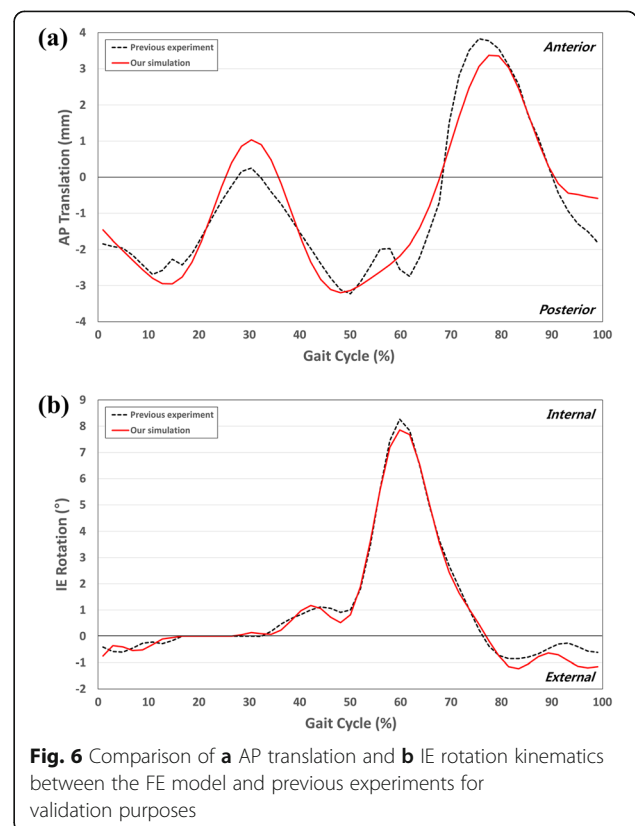 (a)
4
3
2
1
0
-1
-2
-3
-4
AP Translation (mm)
Previous experiment
Our simulation
Anterior
Posterior
0 10 20 30 40 50 60 70 80 90 100
Gait Cycle (%)
(b)
9
8
7
6
5
4
3
2
1
0
-1
-2
IE Rotation (°)
Previous experiment
Our simulation
Internal
External
0 10 20 30 40 50 60 70 80 90 100
Gait Cycle (%)
Fig. 6 Comparison of a AP translation and b IE rotation kinematics
between the FE model and previous experiments for
validation purposes